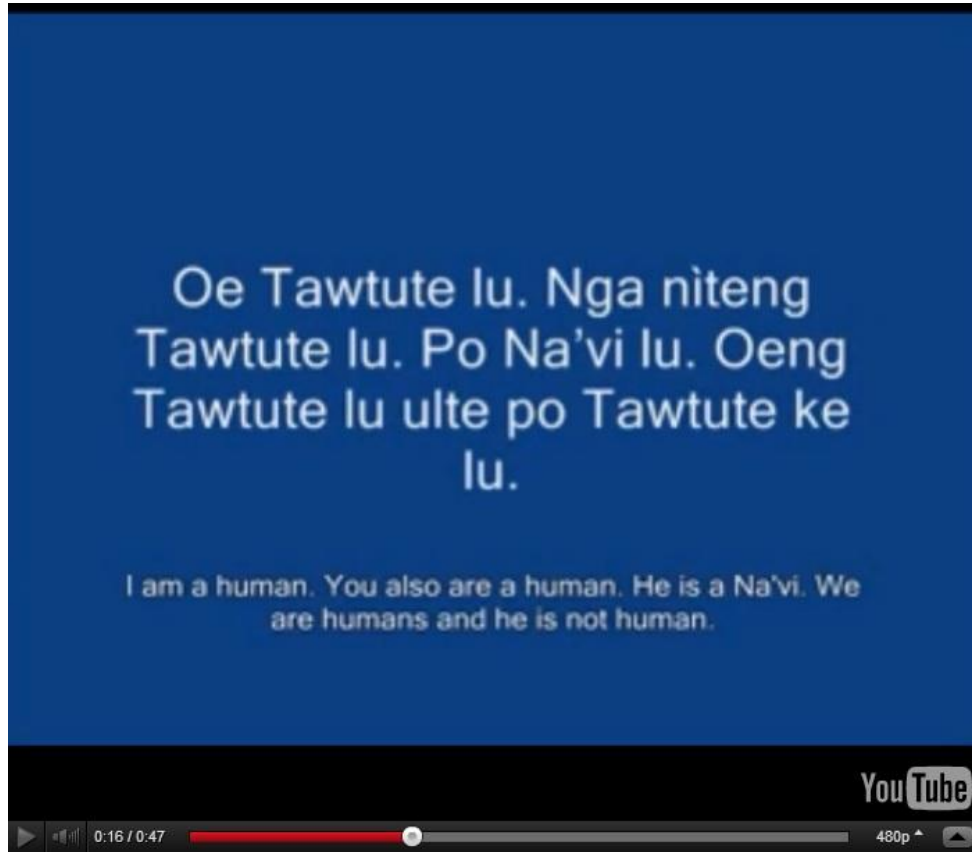 Oe Tawtute lu. Nga nìteng
Tawtute lu. Po Na’vi lu. Oeng
Tawtute lu ulte po Tawtute ke
lu.
I am a human. You also are a human. He is a Na'vi. We
are humans and he is not human.
YouTube
0:16 / 0:47 480p